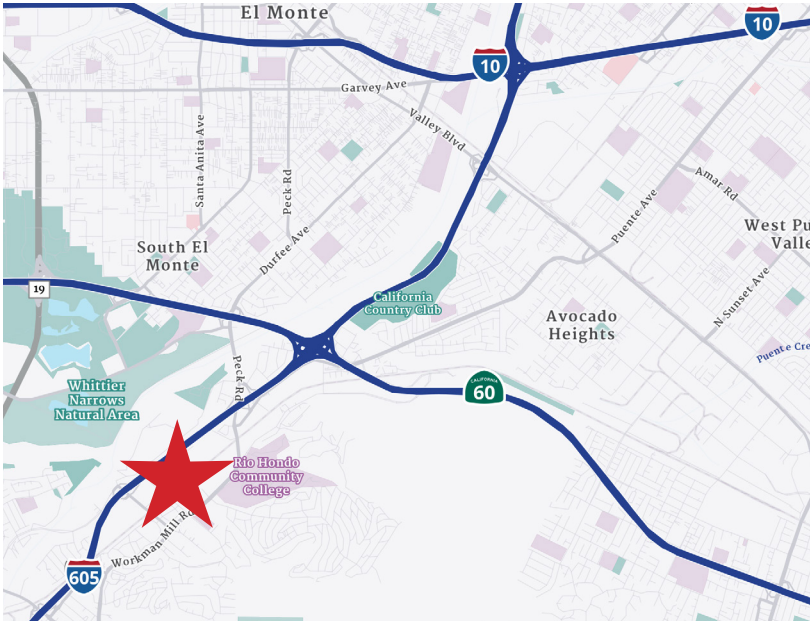 El Monte
10
10
Garvey Ave
Valley Blvd
Santa Anita Ave
Peck Rd
Amar Rd
Puente Ave
West Pu
Valle
Durfee Ave
South El
Monte
19
California
Country Club
N Sunset Ave
Avocado
Heights
Puente Cre
Peck Rd
CALIFORNIA
60
Whittier
Narrows
Natural Area
Rio Hondo
Community
College
Workman Mill Rd
605